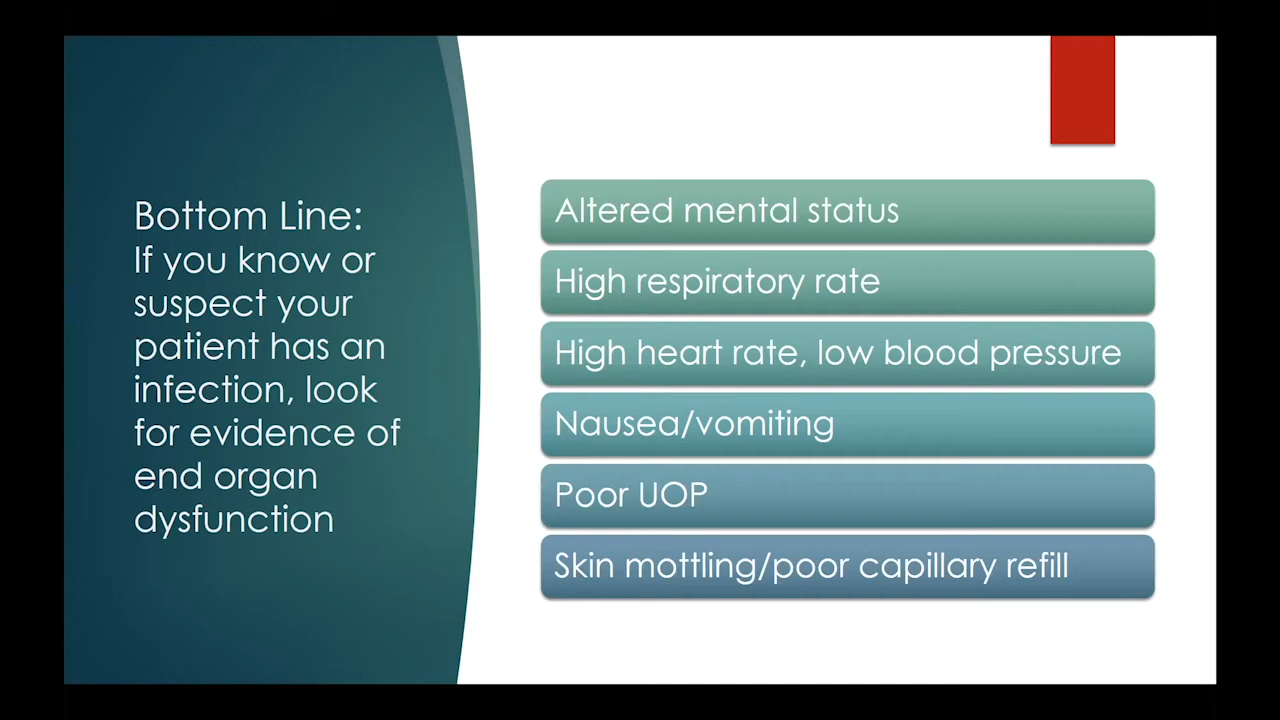 Bottom Line:
If you know or
suspect your
patient has an
infection, look
for evidence of
end organ
dysfunction
Altered mental status
High respiratory rate
High heart rate, low blood pressure
Nausea/vomiting
Poor UOP
Skin mottling/poor capillary refill